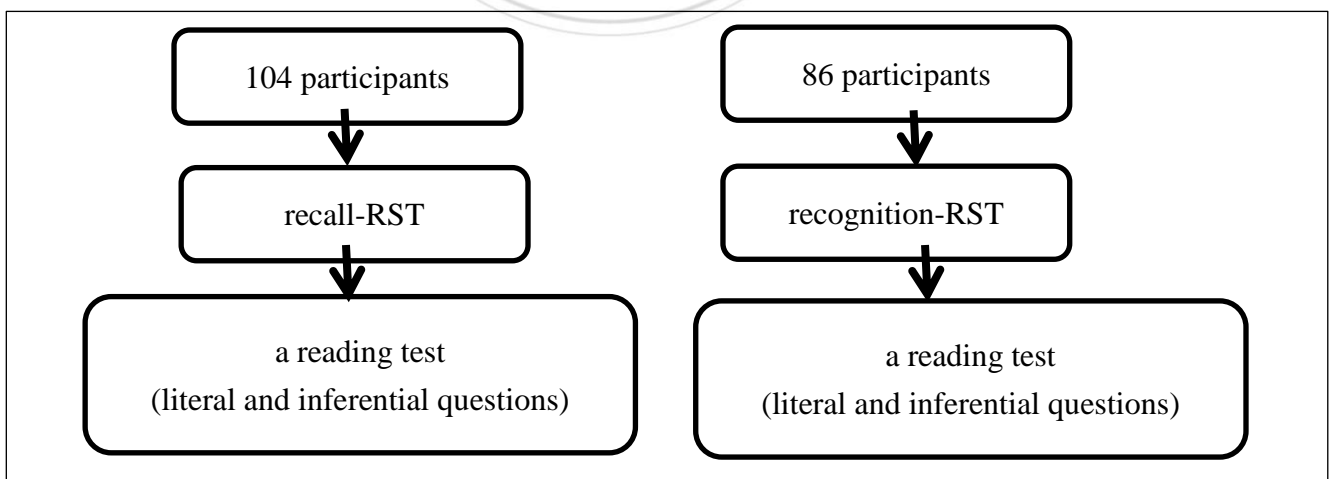 104 participants
recall-RST
a reading test
(literal and inferential questions)
86 participants
recognition-RST
a reading test
(literal and inferential questions)